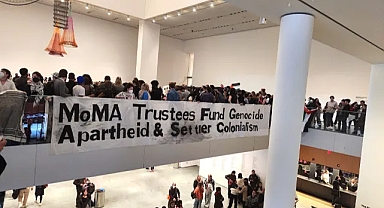 MoMA Trustees Fund Genocide
Apartheid & Settler Colonialism